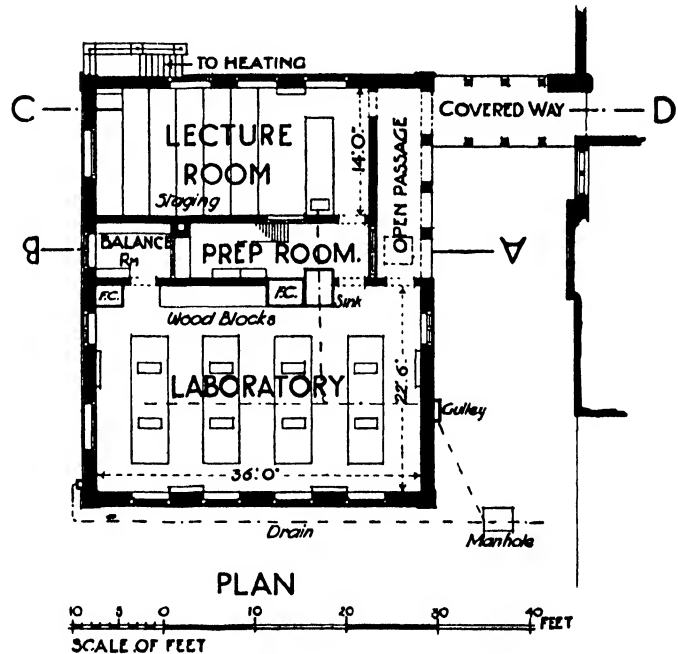 TO HEATING
C
COVERED WAY
D
LECTURE
ROOM
14'.0"
OPEN PASSAGE
Staging
B
BALANCE
RM
PREP ROOM.
A
F.C.
F.C.
Sink
Wood Blocks
LABORATORY
22'.6"
Gulley
36'.0"
Drain
Manhole
PLAN
10 5 0 10 20 30 40 FEET
SCALE OF FEET